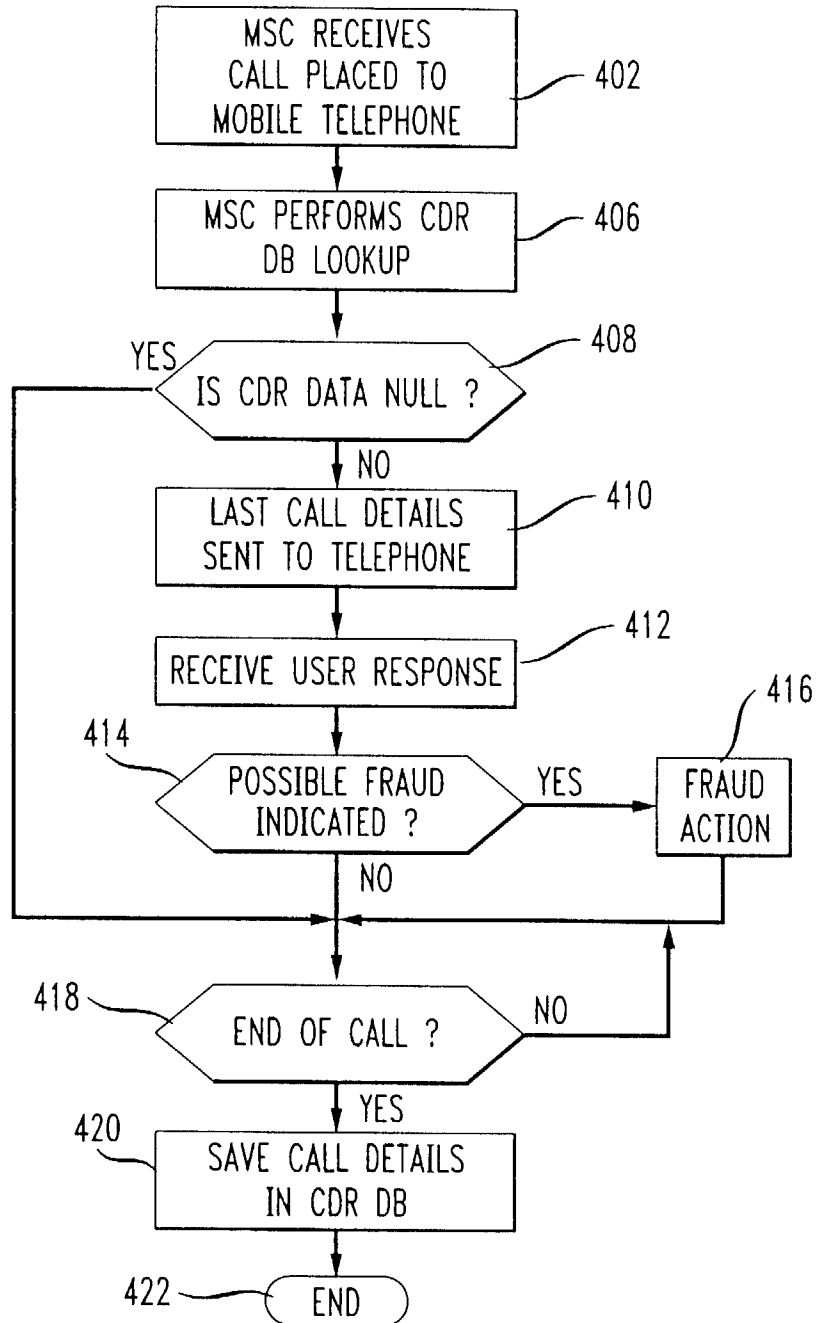 MSC RECEIVES
CALL PLACED TO
MOBILE TELEPHONE
402
MSC PERFORMS CDR
DB LOOKUP
406
YES
IS CDR DATA NULL ?
408
NO
LAST CALL DETAILS
SENT TO TELEPHONE
410
RECEIVE USER RESPONSE
412
414
POSSIBLE FRAUD
INDICATED ?
YES
416
FRAUD
ACTION
NO
418
END OF CALL ?
NO
YES
420
SAVE CALL DETAILS
IN CDR DB
422
END